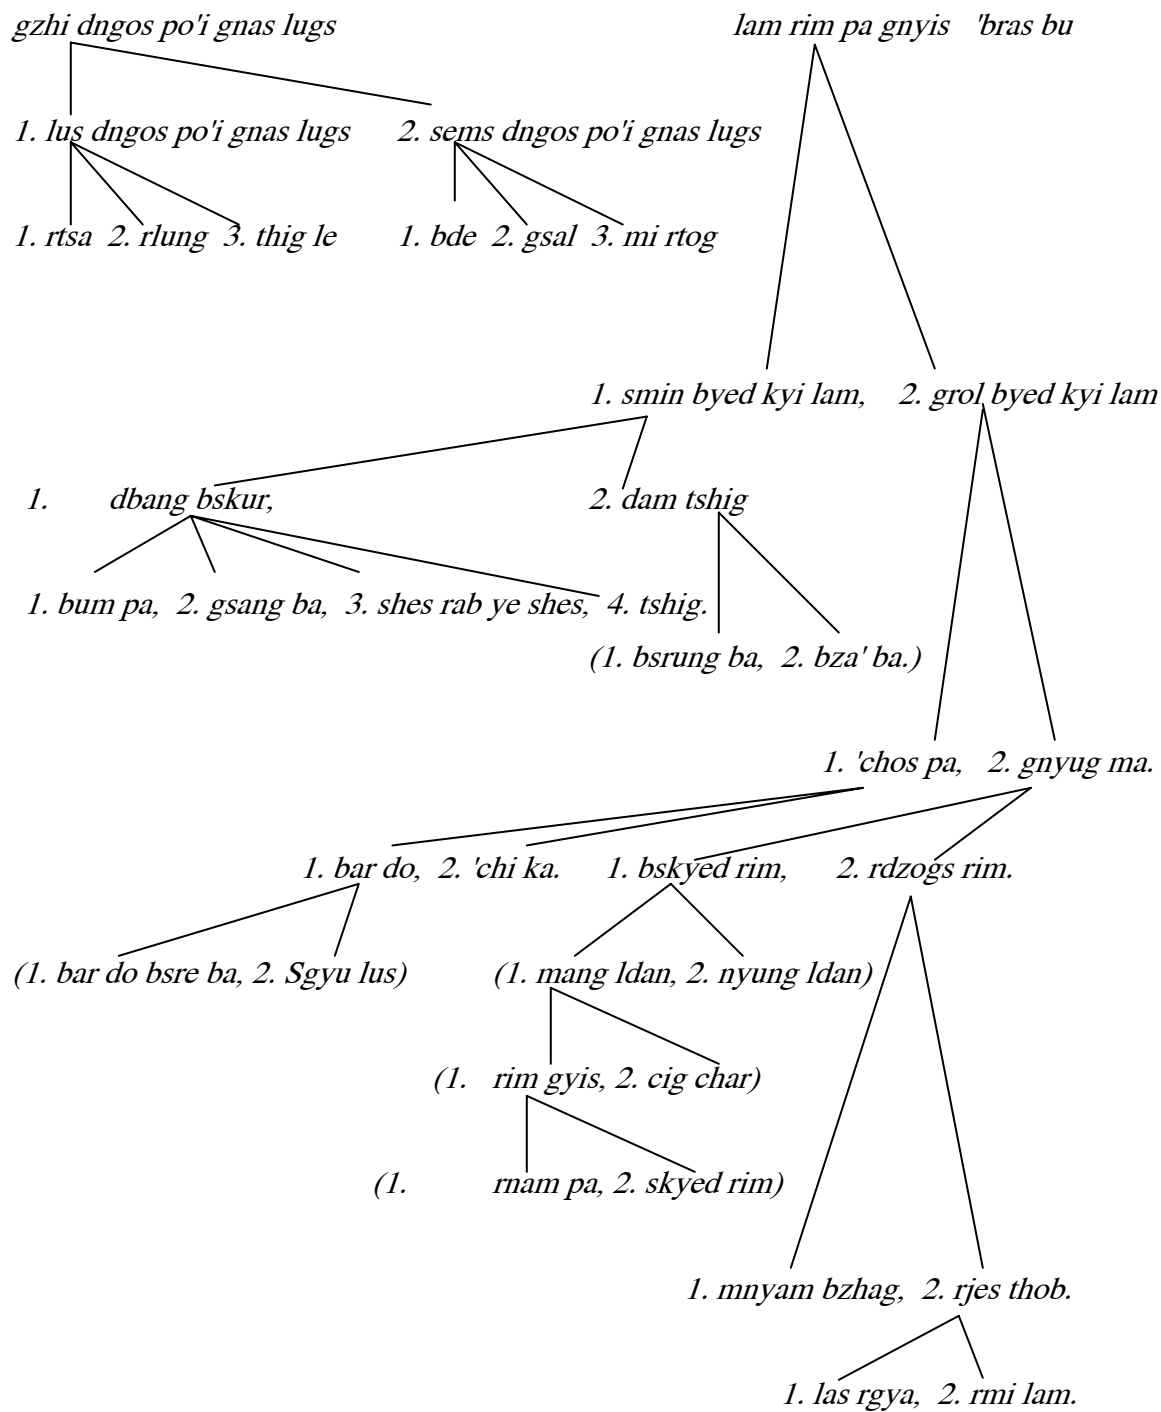 gzhi dngos po'i gnas lugs lam rim pa gnyis 'bras bu
1. lus dngos po'i gnas lugs 2. sems dngos po'i gnas lugs
1. rtsa 2. rlung 3. thig le 1. bde 2. gsal 3. mi rtog
1. smin byed kyi lam, 2. grol byed kyi lam
1. dbang bskur, 2. dam tshig
1. bum pa, 2. gsang ba, 3. shes rab ye shes, 4. tshig.
(1. bsrung ba, 2. bza' ba.)
1. 'chos pa, 2. gnyug ma.
1. bar do, 2. 'chi ka. 1. bskyed rim, 2. rdzogs rim.
(1. bar do bsre ba, 2. Sgyu lus) (1. mang ldan, 2. nyung ldan)
(1. rim gyis, 2. cig char)
(1. rnam pa, 2. skyed rim)
1. mnyam bzhag, 2. rjes thob.
1. las rgya, 2. rmi lam.